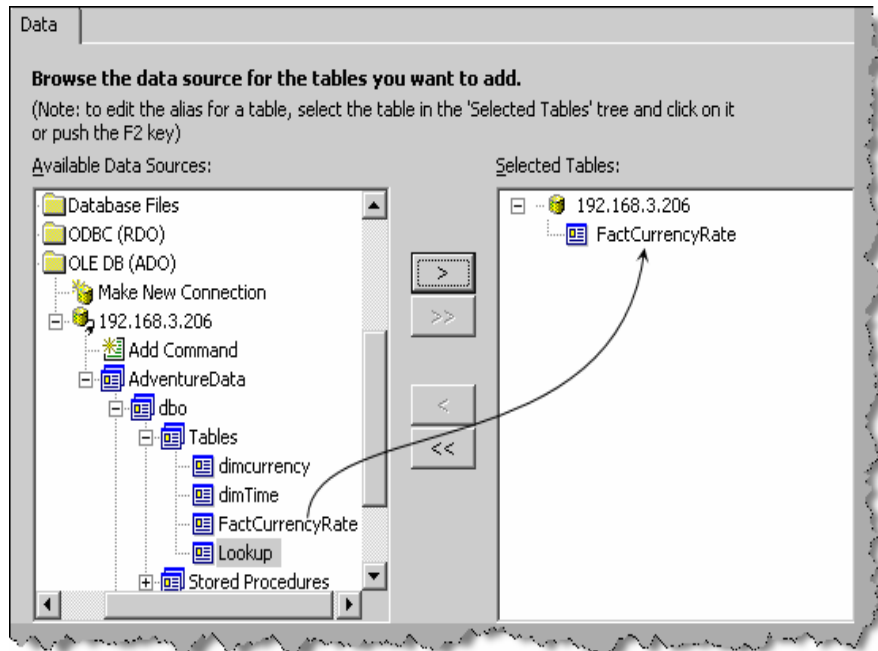 Data
Browse the data source for the tables you want to add.
(Note: to edit the alias for a table, select the table in the 'Selected Tables' tree and click on it
or push the F2 key)
Available Data Sources:
Database Files
ODBC (RDO)
OLE DB (ADO)
Make New Connection
192.168.3.206
Add Command
AdventureData
dbo
Tables
dimcurrency
dimTime
FactCurrencyRate
Lookup
Stored Procedures
>
>>
<
<<
Selected Tables:
192.168.3.206
FactCurrencyRate